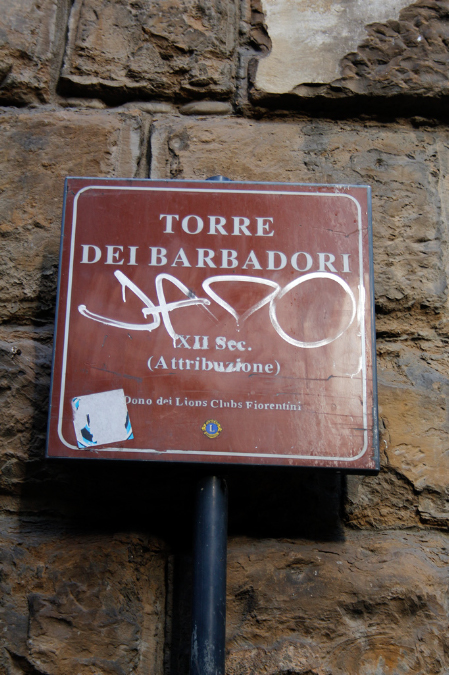 TORRE
DEI BARBADORI
(XII Sec.
(Attribuzione)
Dono dei Lions Clubs Fiorentini
L